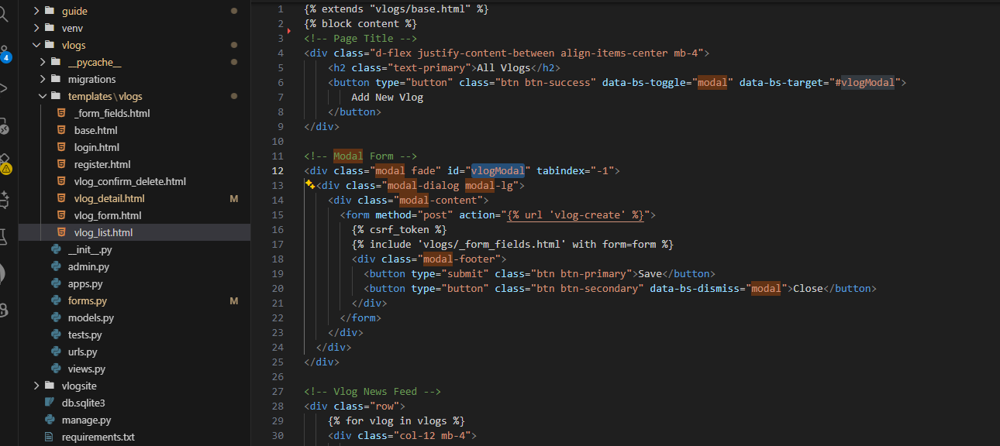 guide
venv
vlogs
__pycache__
migrations
templates\vlogs
_form_fields.html
base.html
login.html
register.html
vlog_confirm_delete.html
vlog_detail.html M
vlog_form.html
vlog_list.html
__init__.py
admin.py
apps.py
forms.py M
models.py
tests.py
urls.py
views.py
vlogsite
db.sqlite3
manage.py
requirements.txt
4
1 {% extends "vlogs/base.html" %}
2 {% block content %}
3 <!-- Page Title -->
4 <div class="d-flex justify-content-between align-items-center mb-4">
5 <h2 class="text-primary">All Vlogs</h2>
6 <button type="button" class="btn btn-success" data-bs-toggle="modal" data-bs-target="#vlogModal">
7 Add New Vlog
8 </button>
9 </div>
10
11 <!-- Modal Form -->
12 <div class="modal fade" id="vlogModal" tabindex="-1">
13 <div class="modal-dialog modal-lg">
14 <div class="modal-content">
15 <form method="post" action="{% url 'vlog-create' %}">
16 {% csrf_token %}
17 {% include 'vlogs/_form_fields.html' with form=form %}
18 <div class="modal-footer">
19 <button type="submit" class="btn btn-primary">Save</button>
20 <button type="button" class="btn btn-secondary" data-bs-dismiss="modal">Close</button>
21 </div>
22 </form>
23 </div>
24 </div>
25 </div>
26
27 <!-- Vlog News Feed -->
28 <div class="row">
29 {% for vlog in vlogs %}
30 <div class="col-12 mb-4">